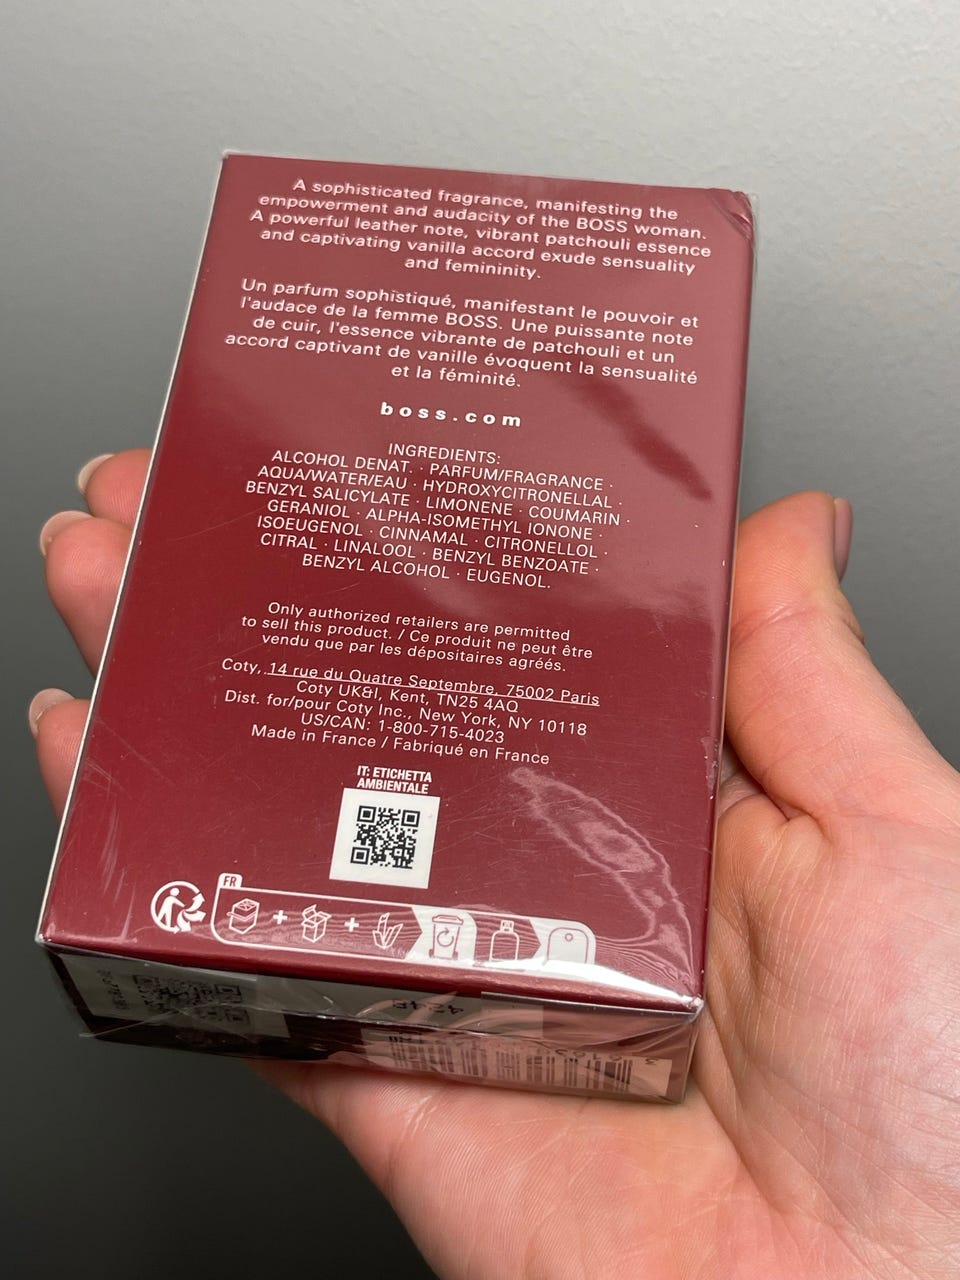 A sophisticated fragrance, manifesting the
empowerment and audacity of the BOSS woman.
A powerful leather note, vibrant patchouli essence
and captivating vanilla accord exude sensuality
and femininity.
Un parfum sophistiqué, manifestant le pouvoir et
l'audace de la femme BOSS. Une puissante note
de cuir, l'essence vibrante de patchouli et un
accord captivant de vanille évoquent la sensualité
et la féminité.
boss.com
INGREDIENTS:
ALCOHOL DENAT. · PARFUM/FRAGRANCE ·
AQUA/WATER/EAU · HYDROXYCITRONELLAL ·
BENZYL SALICYLATE · LIMONENE · COUMARIN ·
GERANIOL · ALPHA-ISOMETHYL IONONE ·
ISOEUGENOL · CINNAMAL · CITRONELLOL ·
CITRAL · LINALOOL · BENZYL BENZOATE ·
BENZYL ALCOHOL · EUGENOL.
Only authorized retailers are permitted
to sell this product. / Ce produit ne peut être
vendu que par les dépositaires agréés.
Coty, 14 rue du Quatre Septembre, 75002 Paris
Coty UK&I, Kent, TN25 4AQ
Dist. for/pour Coty Inc., New York, NY 10118
US/CAN: 1-800-715-4023
Made in France / Fabriqué en France
IT: ETICHETTA
AMBIENTALE
FR